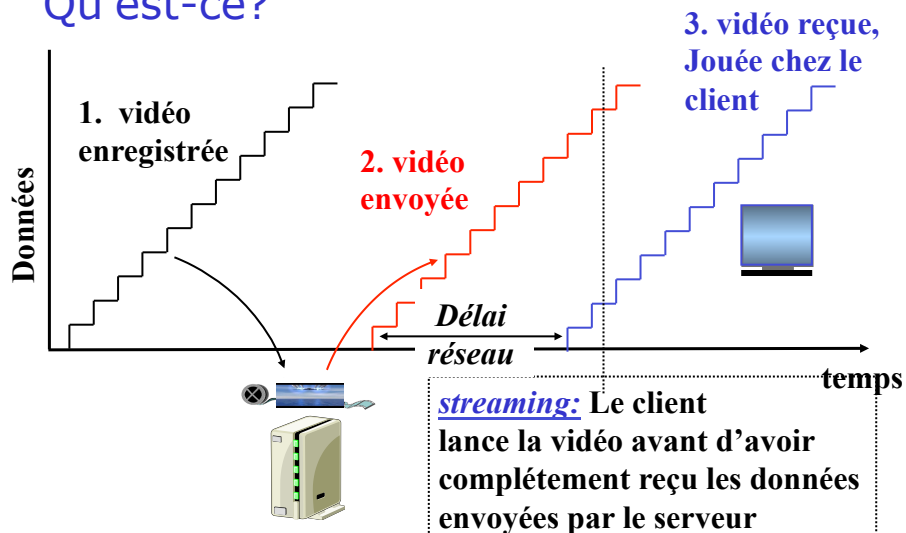 Qu'est-ce?
3. vidéo reçue,
Jouée chez le
client
1. vidéo
enregistrée
2. vidéo
envoyée
Données
Délai
réseau
temps
streaming: Le client
lance la vidéo avant d’avoir
complétement reçu les données
envoyées par le serveur